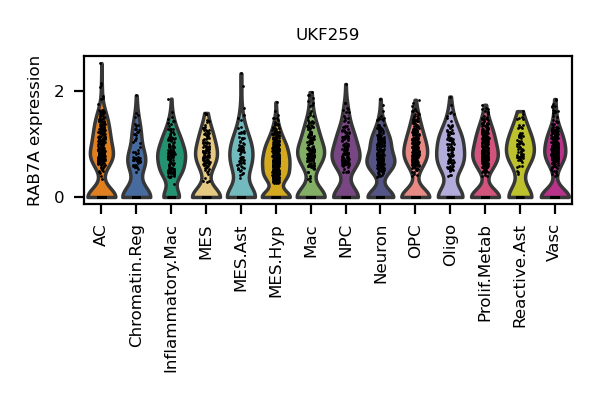 UKF259
RAB7A expression
2
0
AC
Chromatin.Reg
Inflammatory.Mac
MES
MES.Ast
MES.Hyp
Mac
NPC
Neuron
OPC
Oligo
Prolif.Metab
Reactive.Ast
Vasc